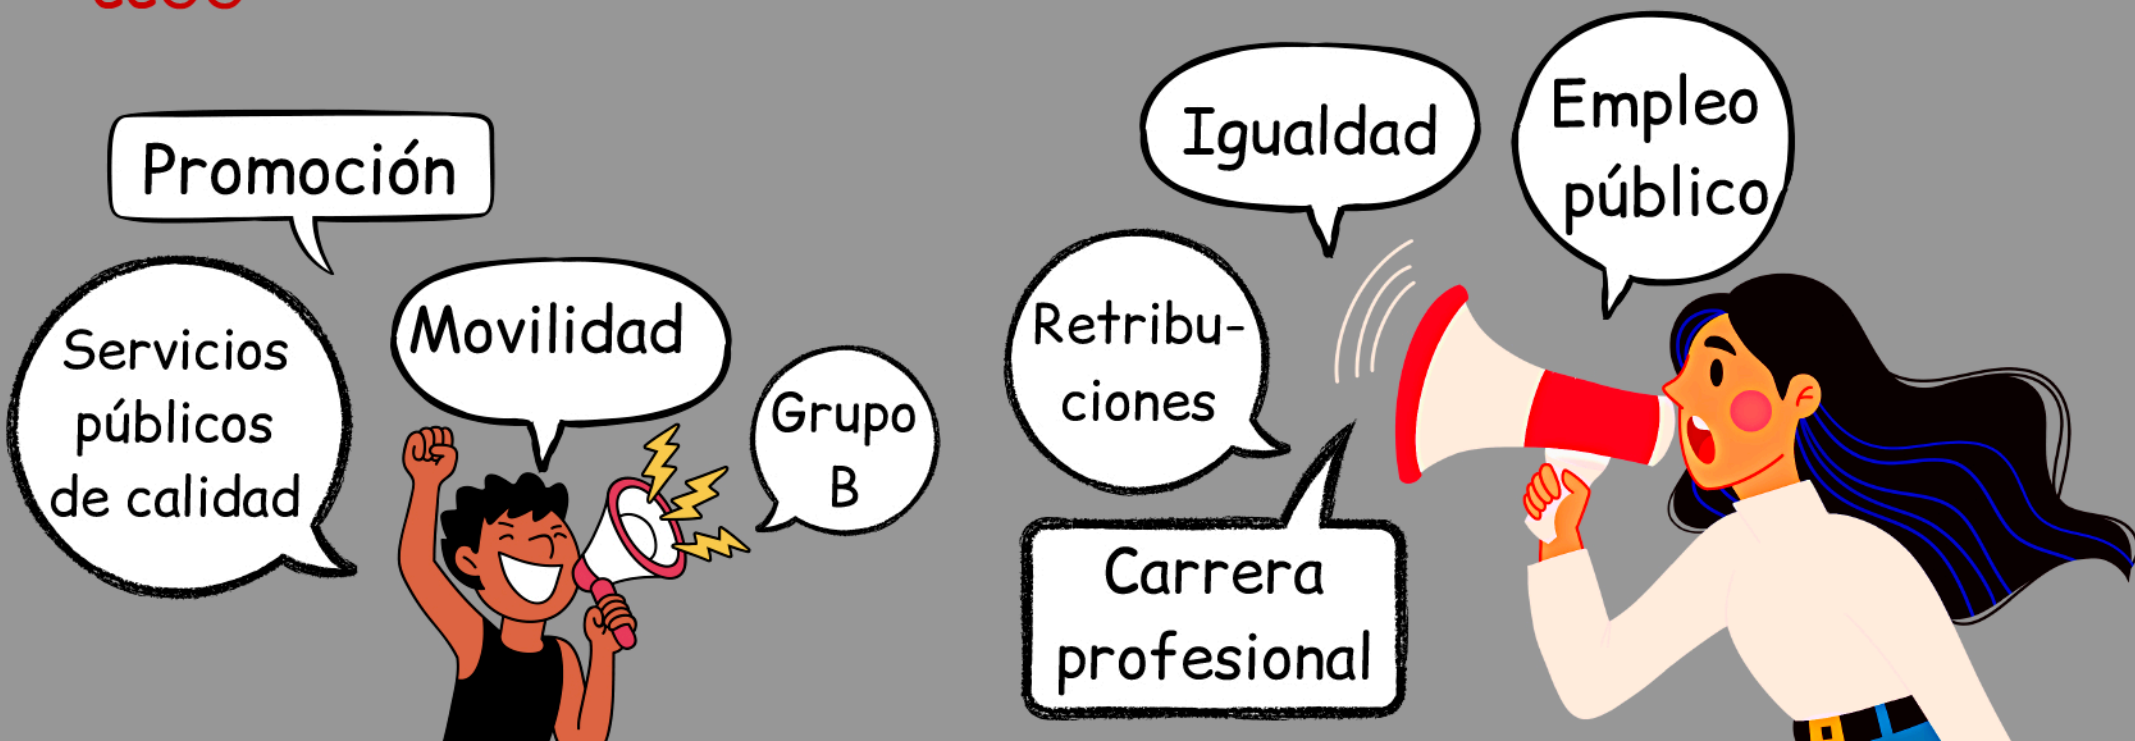 Promoción
Servicios
públicos
de calidad
Movilidad
Grupo
B
Igualdad
Empleo
público
Retribu-
ciones
Carrera
profesional